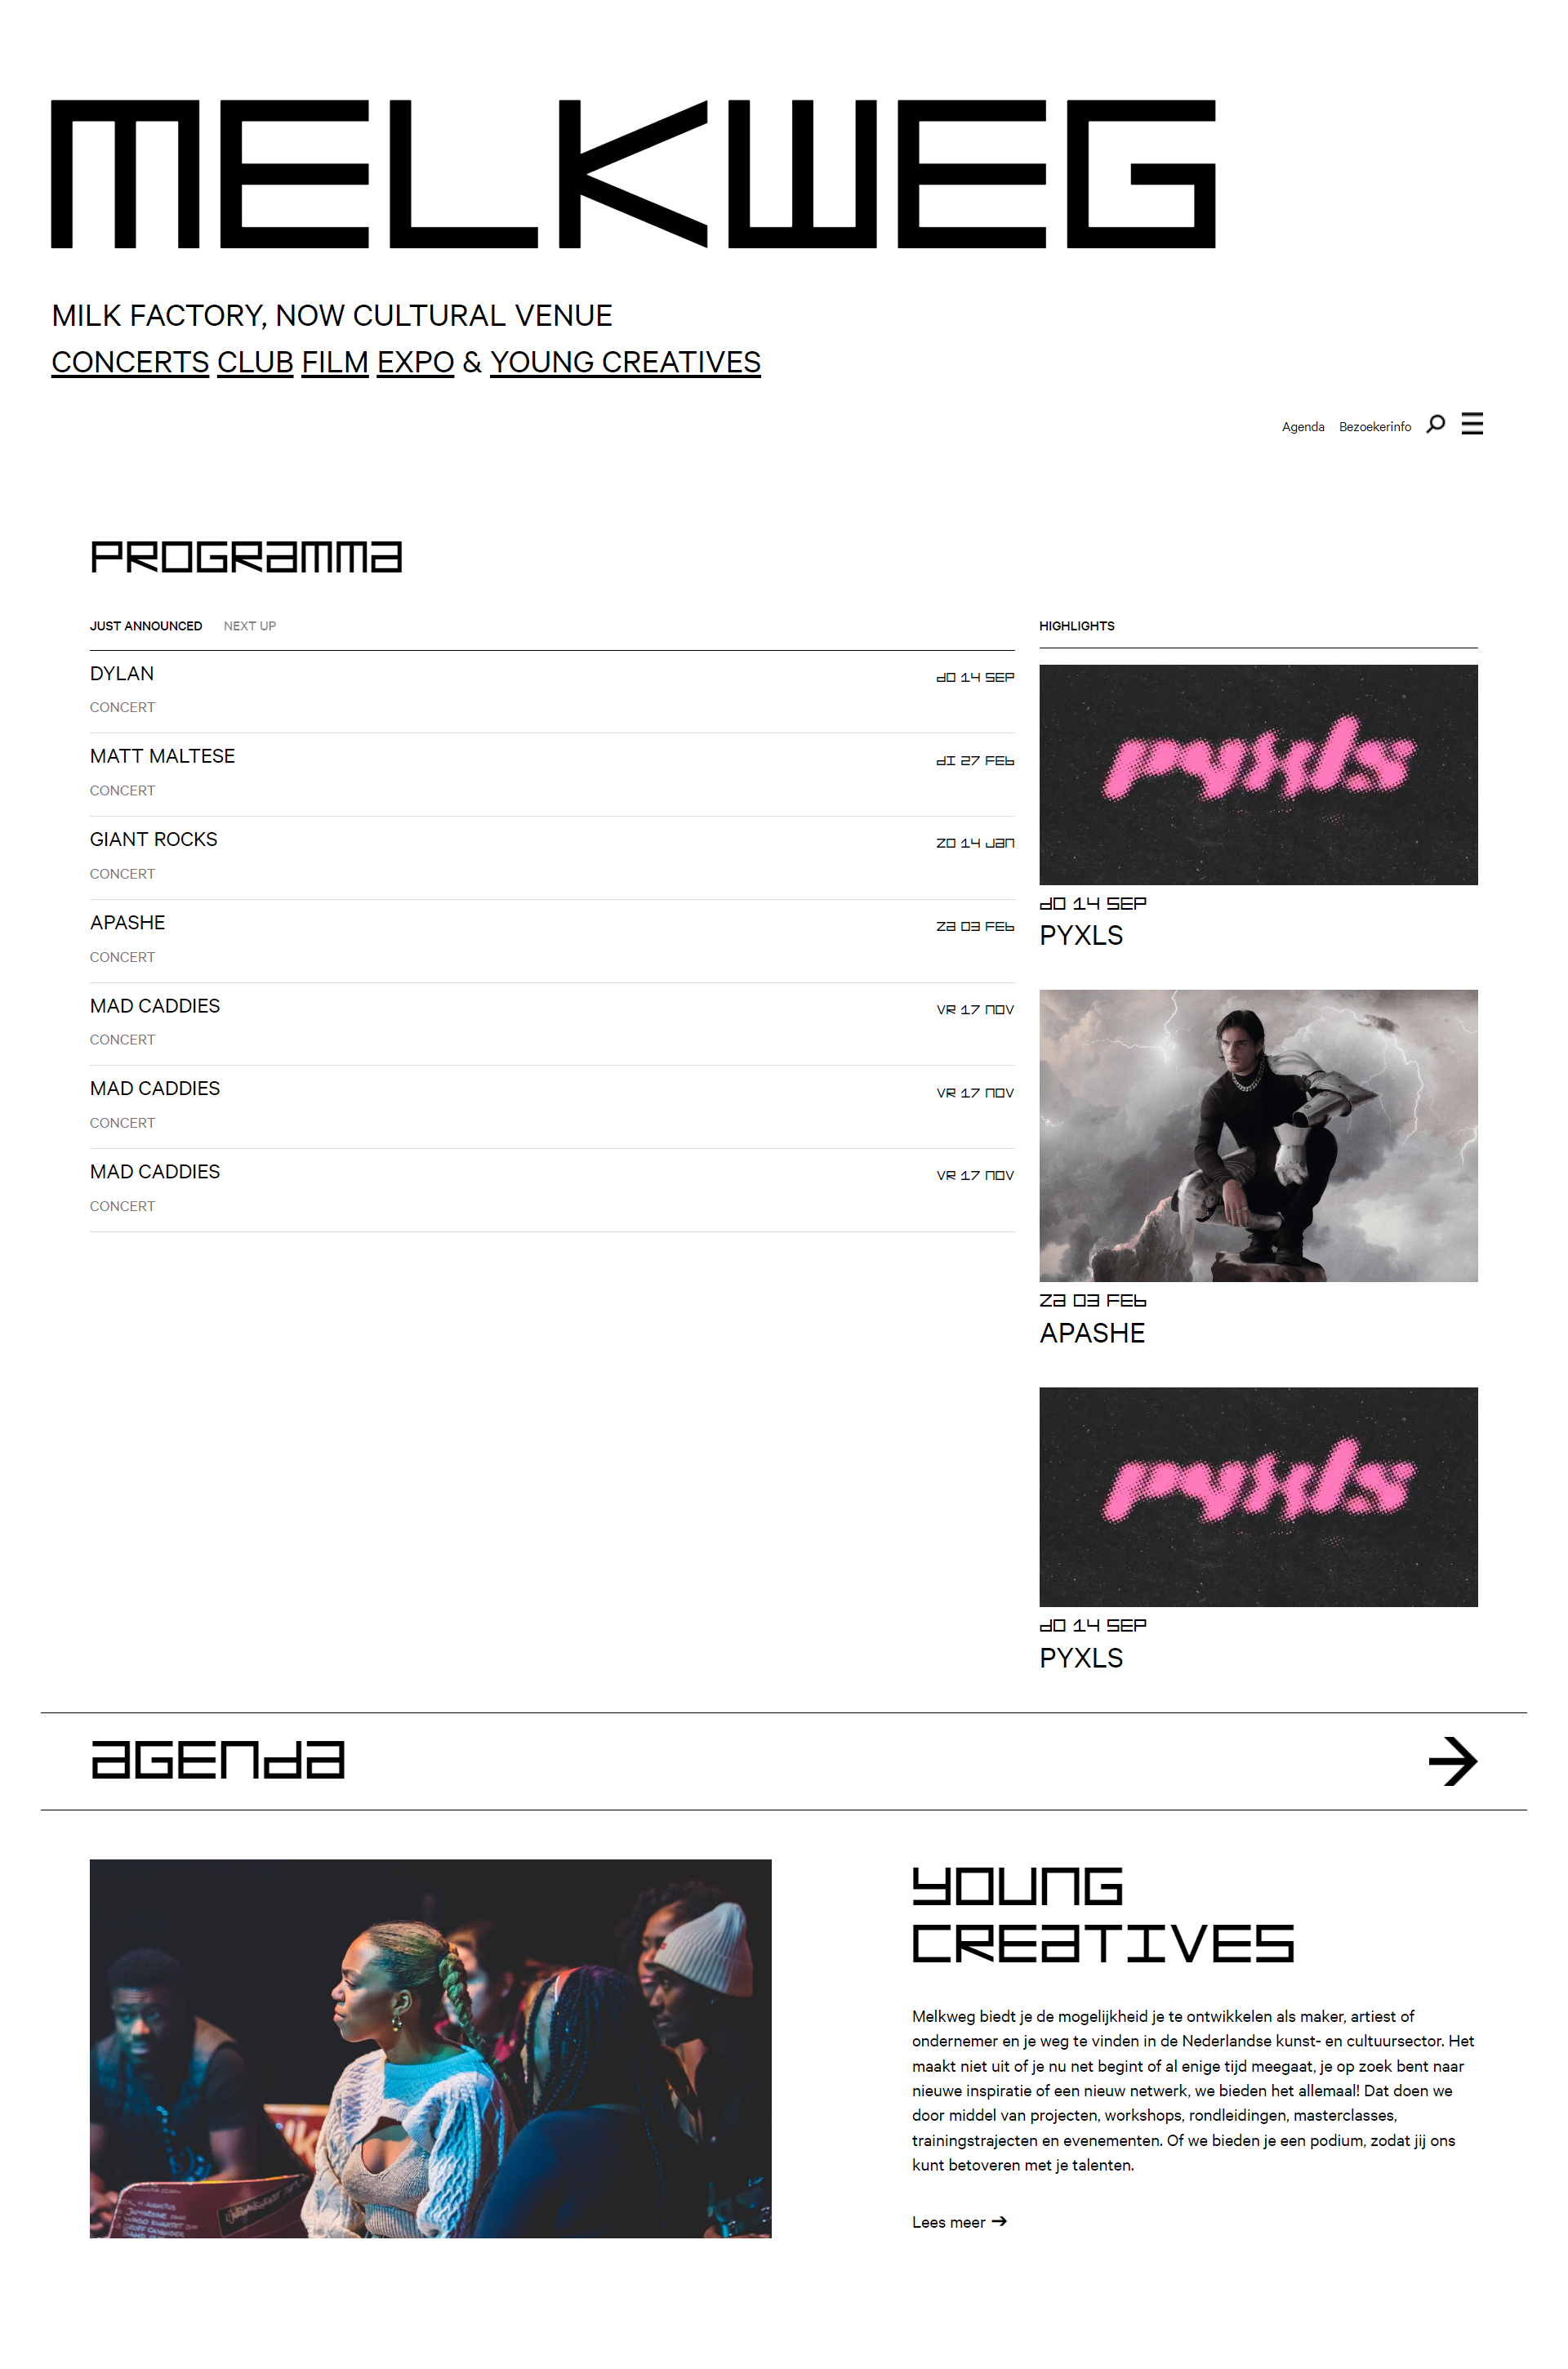 MELKWEG
MILK FACTORY, NOW CULTURAL VENUE
CONCERTS CLUB FILM EXPO & YOUNG CREATIVES
Agenda Bezoekerinfo
PROGRAMMA
JUST ANNOUNCED NEXT UP
DYLAN
DO 14 SEP
CONCERT
MATT MALTESE
DI 27 FEB
CONCERT
GIANT ROCKS
ZO 14 JAN
CONCERT
APASHE
ZA 03 FEB
CONCERT
MAD CADDIES
VR 17 NOV
CONCERT
MAD CADDIES
VR 17 NOV
CONCERT
MAD CADDIES
VR 17 NOV
CONCERT
HIGHLIGHTS
pyxls
DO 14 SEP
PYXLS
ZA 03 FEB
APASHE
pyxls
DO 14 SEP
PYXLS
AGENDA
YOUNG
CREATIVES
Melkweg biedt je de mogelijkheid je te ontwikkelen als maker, artiest of
ondernemer en je weg te vinden in de Nederlandse kunst- en cultuursector. Het
maakt niet uit of je nu net begint of al enige tijd meegaat, je op zoek bent naar
nieuwe inspiratie of een nieuw netwerk, we bieden het allemaal! Dat doen we
door middel van projecten, workshops, rondleidingen, masterclasses,
trainingstrajecten en evenementen. Of we bieden je een podium, zodat jij ons
kunt betoveren met je talenten.
Lees meer →